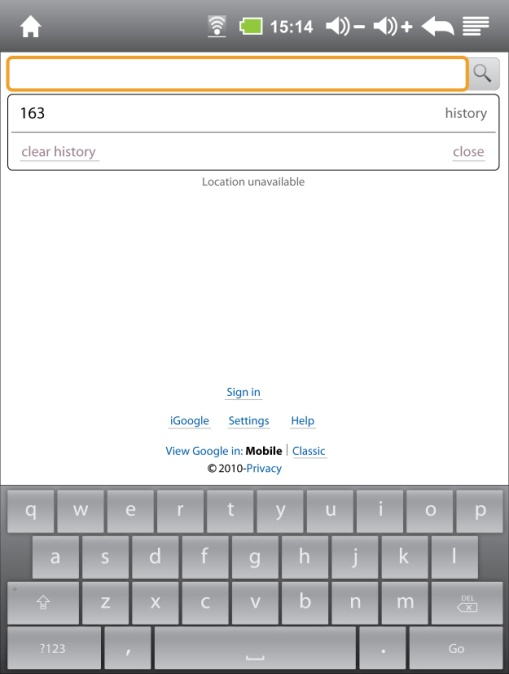 15:14
163 history
clear history close
Location unavailable
Sign in
iGoogle Settings Help
View Google in: Mobile | Classic
© 2010-Privacy
q w e r t y u i o p
a s d f g h j k l
z x c v b n m DEL
?123 , . Go